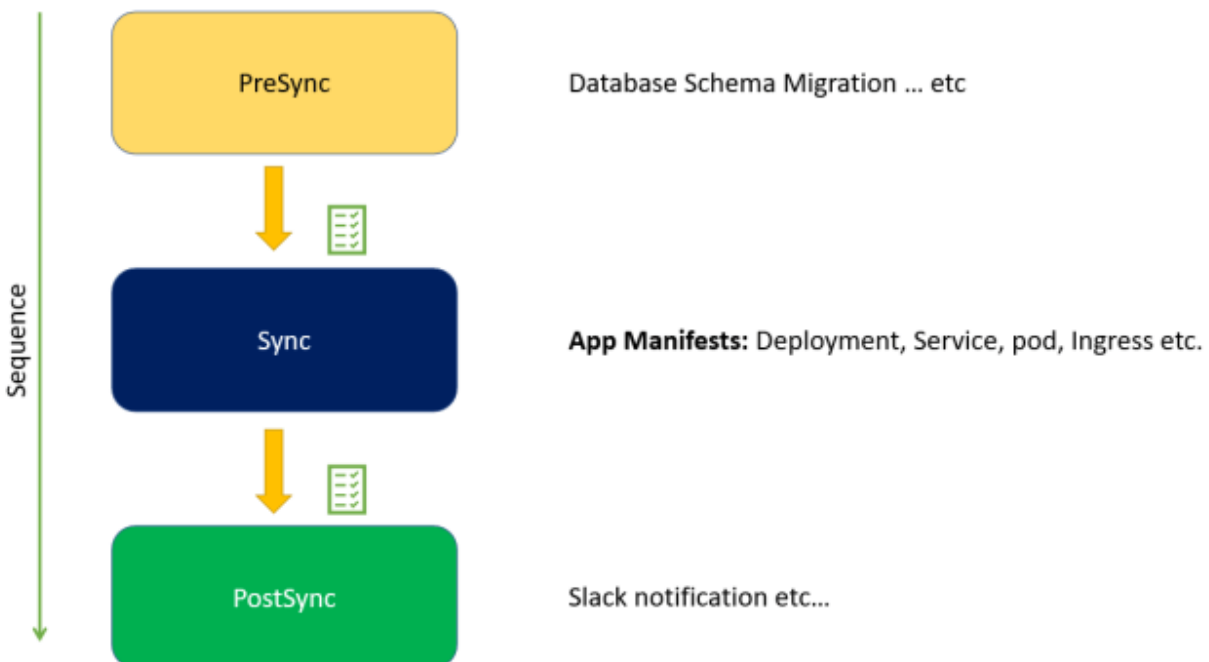 PreSync
Database Schema Migration ... etc
Sequence
Sync
App Manifests: Deployment, Service, pod, Ingress etc.
PostSync
Slack notification etc...